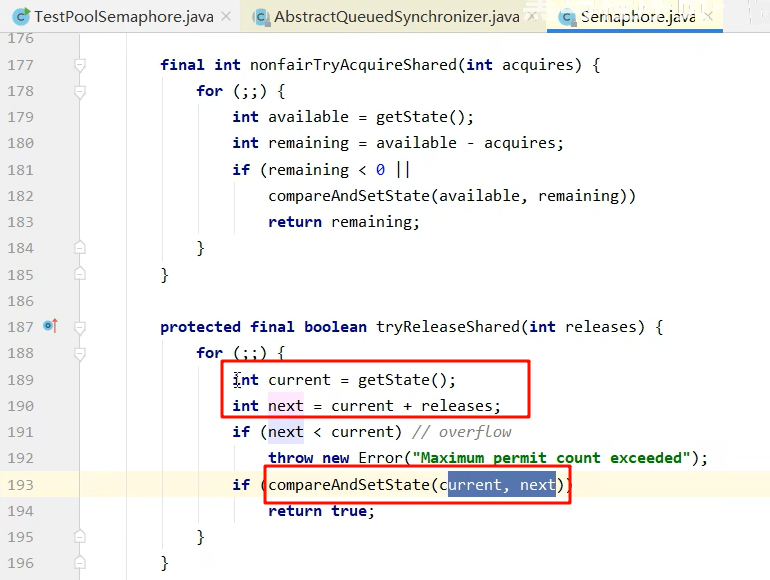 TestPoolSemaphore.java AbstractQueuedSynchronizer.java Semaphore.java
176
177 final int nonfairTryAcquireShared(int acquires) {
178 for (;;) {
179 int available = getState();
180 int remaining = available - acquires;
181 if (remaining < 0 ||
182 compareAndSetState(available, remaining))
183 return remaining;
184 }
185 }
186
187 protected final boolean tryReleaseShared(int releases) {
188 for (;;) {
189 int current = getState();
190 int next = current + releases;
191 if (next < current) // overflow
192 throw new Error("Maximum permit count exceeded");
193 if (compareAndSetState(current, next))
194 return true;
195 }
196 }